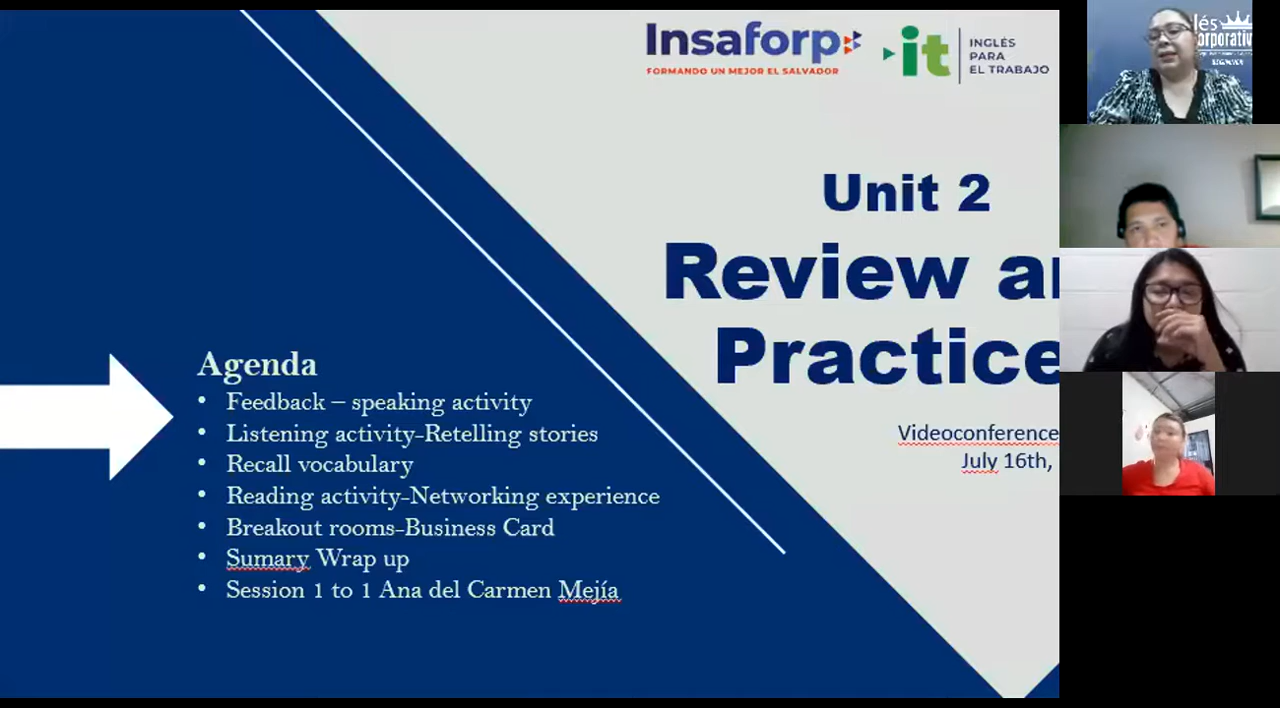 Insaforp
FORMANDO UN MEJOR EL SALVADOR
it
INGLÉS
PARA
EL TRABAJO
Unit 2
Review a
Practice
Videoconference
July 16th,
Agenda
• Feedback – speaking activity
• Listening activity-Retelling stories
• Recall vocabulary
• Reading activity-Networking experience
• Breakout rooms-Business Card
• Sumary Wrap up
• Session 1 to 1 Ana del Carmen Mejía
lés
orporativ